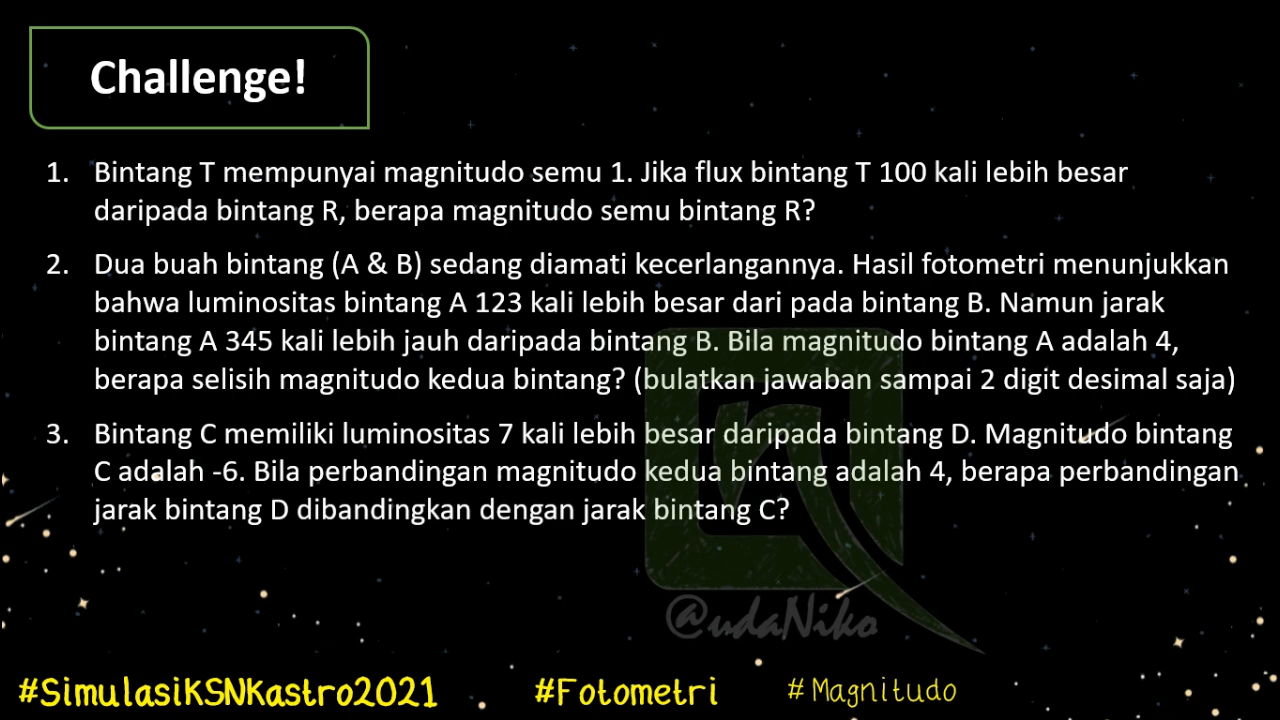 Challenge!
1. Bintang T mempunyai magnitudo semu 1. Jika flux bintang T 100 kali lebih besar
daripada bintang R, berapa magnitudo semu bintang R?
2. Dua buah bintang (A & B) sedang diamati kecerlangannya. Hasil fotometri menunjukkan
bahwa luminositas bintang A 123 kali lebih besar dari pada bintang B. Namun jarak
bintang A 345 kali lebih jauh daripada bintang B. Bila magnitudo bintang A adalah 4,
berapa selisih magnitudo kedua bintang? (bulatkan jawaban sampai 2 digit desimal saja)
3. Bintang C memiliki luminositas 7 kali lebih besar daripada bintang D. Magnitudo bintang
C adalah -6. Bila perbandingan magnitudo kedua bintang adalah 4, berapa perbandingan
jarak bintang D dibandingkan dengan jarak bintang C?
@udaNiko
#SimulasiKSNKastro2021 #Fotometri #Magnitudo